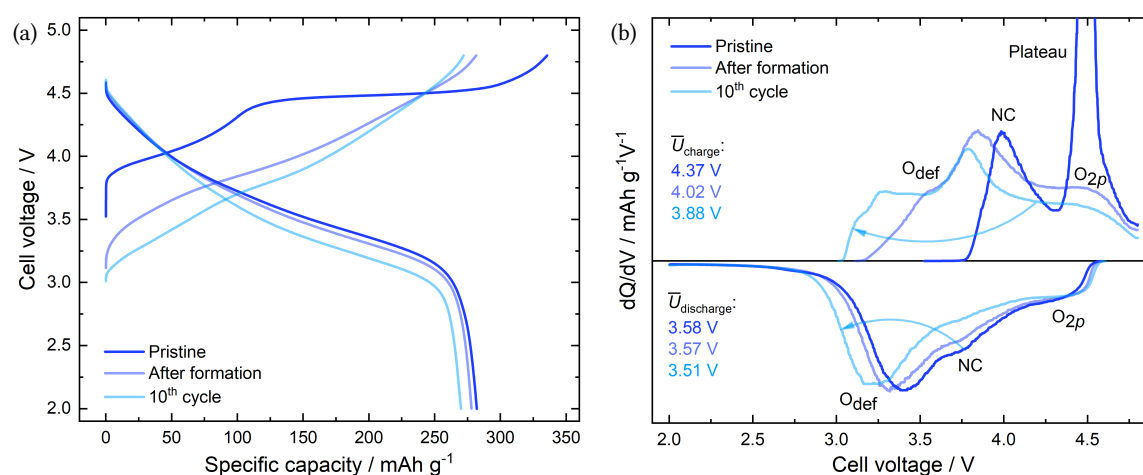 (a)
5.0
4.5
4.0
3.5
3.0
2.5
2.0
Cell voltage / V
Pristine
After formation
10th cycle
0 50 100 150 200 250 300 350
Specific capacity / mAh g-1
(b)
Pristine
After formation
10th cycle
Plateau
NC
Odef
O2p
U̅charge:
4.37 V
4.02 V
3.88 V
dQ/dV / mAh g-1V-1
U̅discharge:
3.58 V
3.57 V
3.51 V
O2p
NC
Odef
2.0 2.5 3.0 3.5 4.0 4.5
Cell voltage / V